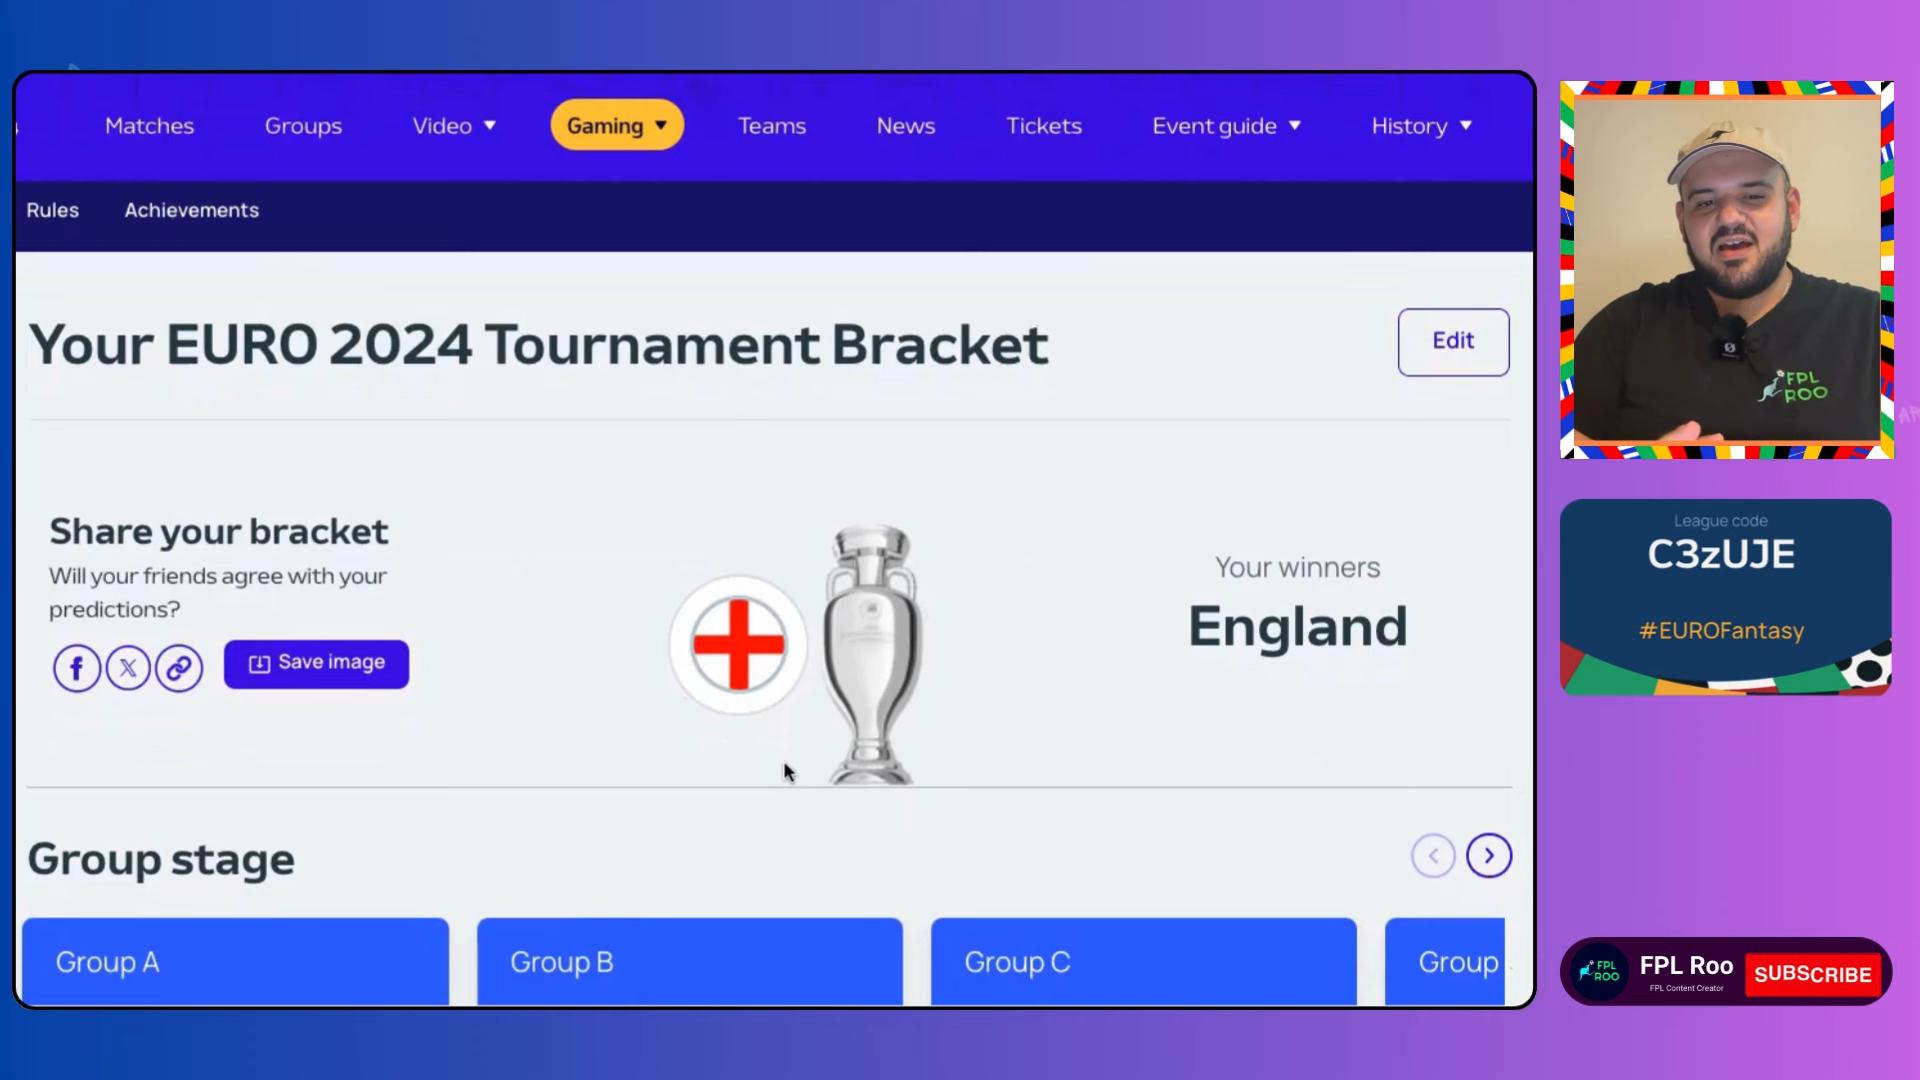 Matches Groups Video Gaming Teams News Tickets Event guide History
Rules Achievements
Your EURO 2024 Tournament Bracket
Edit
Share your bracket
Will your friends agree with your
predictions?
Save image
Your winners
England
Group stage
Group A
Group B
Group C
Group
FPL
ROO
League code
C3zUJE
#EUROFantasy
FPL
ROO
FPL Roo
FPL Content Creator
SUBSCRIBE